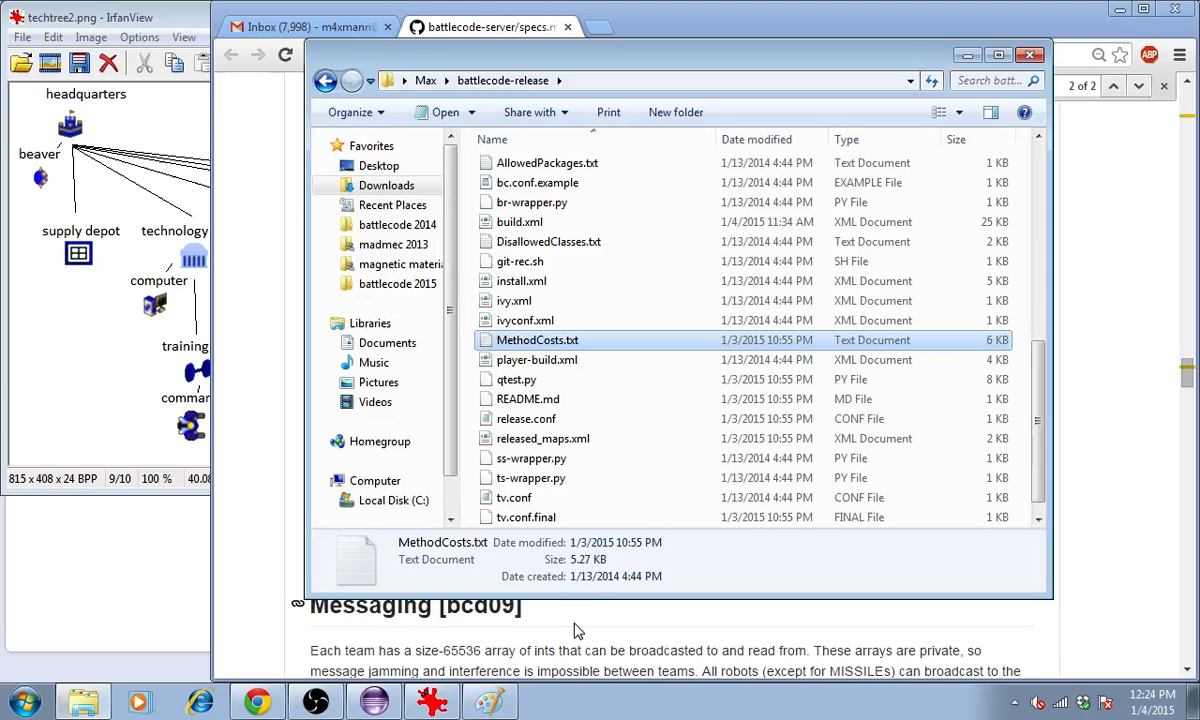 techtree2.png - IrfanView
File Edit Image Options View
headquarters
beaver
supply depot
technology
computer
training
comman
815 x 408 x 24 BPP 9/10 100 % 40.08
Inbox (7,998) - m4xmann@
battlecode-server/specs.m
ABP
2 of 2
Max battlecode-release
Search batt...
Organize Open Share with Print New folder
Favorites
Desktop
Downloads
Recent Places
battlecode 2014
madmec 2013
magnetic materia
battlecode 2015
Libraries
Documents
Music
Pictures
Videos
Homegroup
Computer
Local Disk (C:)
Name Date modified Type Size
AllowedPackages.txt 1/13/2014 4:44 PM Text Document 1 KB
bc.conf.example 1/13/2014 4:44 PM EXAMPLE File 1 KB
br-wrapper.py 1/13/2014 4:44 PM PY File 1 KB
build.xml 1/4/2015 11:34 AM XML Document 25 KB
DisallowedClasses.txt 1/13/2014 4:44 PM Text Document 2 KB
git-rec.sh 1/13/2014 4:44 PM SH File 1 KB
install.xml 1/13/2014 4:44 PM XML Document 5 KB
ivy.xml 1/13/2014 4:44 PM XML Document 1 KB
ivyconf.xml 1/13/2014 4:44 PM XML Document 1 KB
MethodCosts.txt 1/3/2015 10:55 PM Text Document 6 KB
player-build.xml 1/13/2014 4:44 PM XML Document 4 KB
qtest.py 1/3/2015 10:55 PM PY File 8 KB
README.md 1/3/2015 10:55 PM MD File 1 KB
release.conf 1/3/2015 10:55 PM CONF File 1 KB
released_maps.xml 1/3/2015 10:55 PM XML Document 2 KB
ss-wrapper.py 1/13/2014 4:44 PM PY File 1 KB
ts-wrapper.py 1/13/2014 4:44 PM PY File 1 KB
tv.conf 1/13/2014 4:44 PM CONF File 1 KB
tv.conf.final 1/3/2015 10:55 PM FINAL File 1 KB
MethodCosts.txt Date modified: 1/3/2015 10:55 PM
Text Document Size: 5.27 KB
Date created: 1/13/2014 4:44 PM
Messaging [bcd09]
Each team has a size-65536 array of ints that can be broadcasted to and read from. These arrays are private, so
message jamming and interference is impossible between teams. All robots (except for MISSILEs) can broadcast to the
12:24 PM
1/4/2015